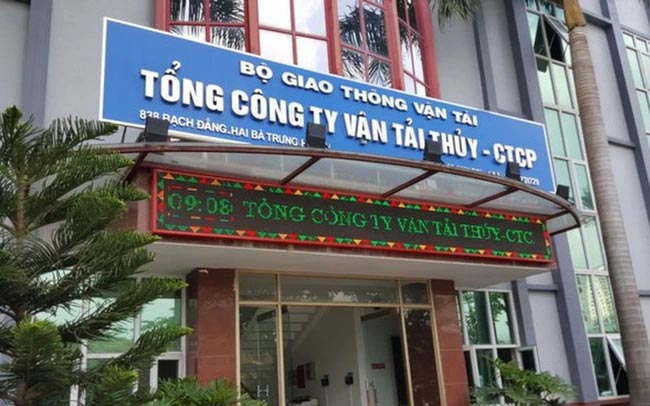 BỘ GIAO THÔNG VẬN TẢI
TỔNG CÔNG TY VẬN TẢI THỦY - CTCP
838 BẠCH ĐẰNG.HAI BÀ TRƯNG
09:08 TỔNG CÔNG TY VẬN TẢI THỦY-CTC